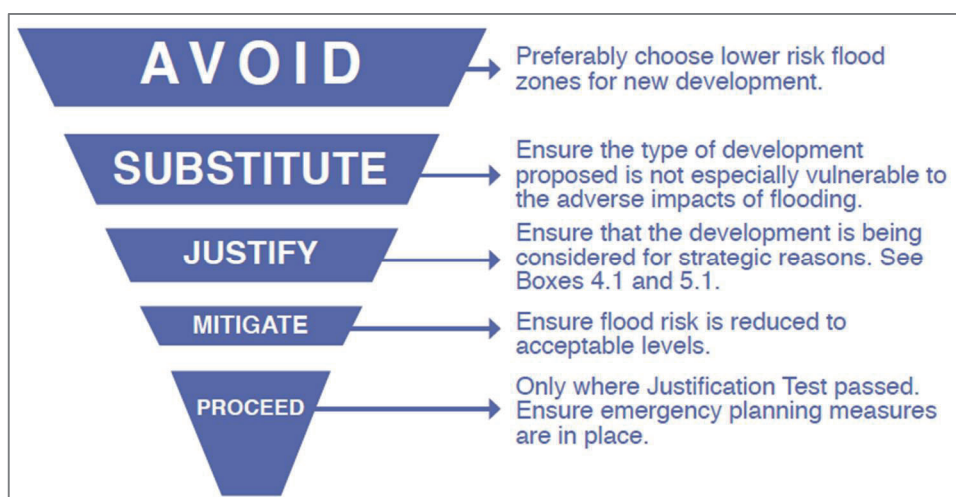 AVOID
Preferably choose lower risk flood
zones for new development.
SUBSTITUTE
Ensure the type of development
proposed is not especially vulnerable to
the adverse impacts of flooding.
JUSTIFY
Ensure that the development is being
considered for strategic reasons. See
Boxes 4.1 and 5.1.
MITIGATE
Ensure flood risk is reduced to
acceptable levels.
PROCEED
Only where Justification Test passed.
Ensure emergency planning measures
are in place.